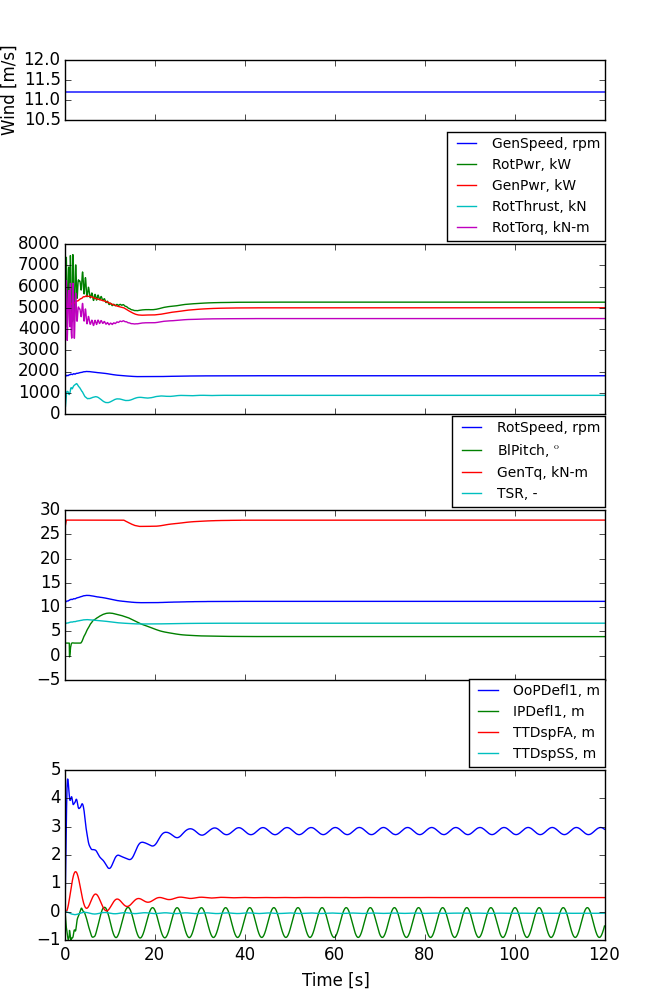 Wind [m/s]
12.0
11.5
11.0
10.5
GenSpeed, rpm
RotPwr, kW
GenPwr, kW
RotThrust, kN
RotTorq, kN-m
8000
7000
6000
5000
4000
3000
2000
1000
0
RotSpeed, rpm
BlPitch, °
GenTq, kN-m
TSR, -
30
25
20
15
10
5
0
−5
OoPDefl1, m
IPDefl1, m
TTDspFA, m
TTDspSS, m
5
4
3
2
1
0
−1
0 20 40 60 80 100 120
Time [s]